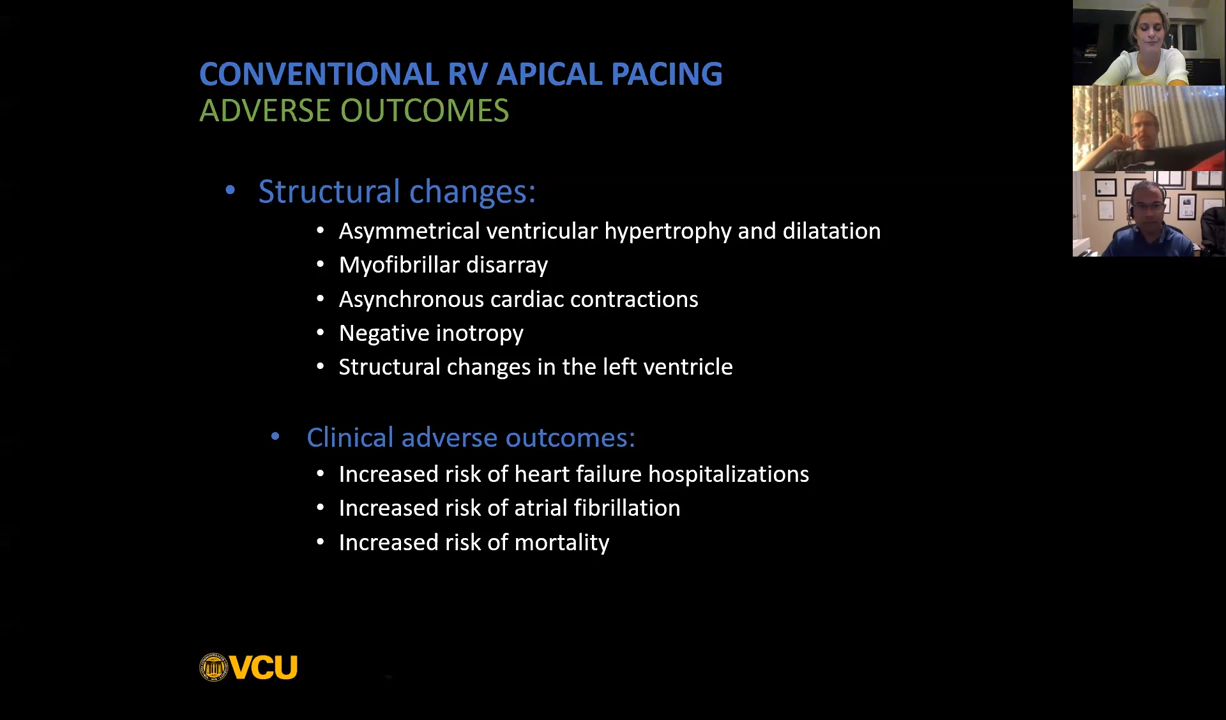 CONVENTIONAL RV APICAL PACING
ADVERSE OUTCOMES
• Structural changes:
• Asymmetrical ventricular hypertrophy and dilatation
• Myofibrillar disarray
• Asynchronous cardiac contractions
• Negative inotropy
• Structural changes in the left ventricle
• Clinical adverse outcomes:
• Increased risk of heart failure hospitalizations
• Increased risk of atrial fibrillation
• Increased risk of mortality
VCU